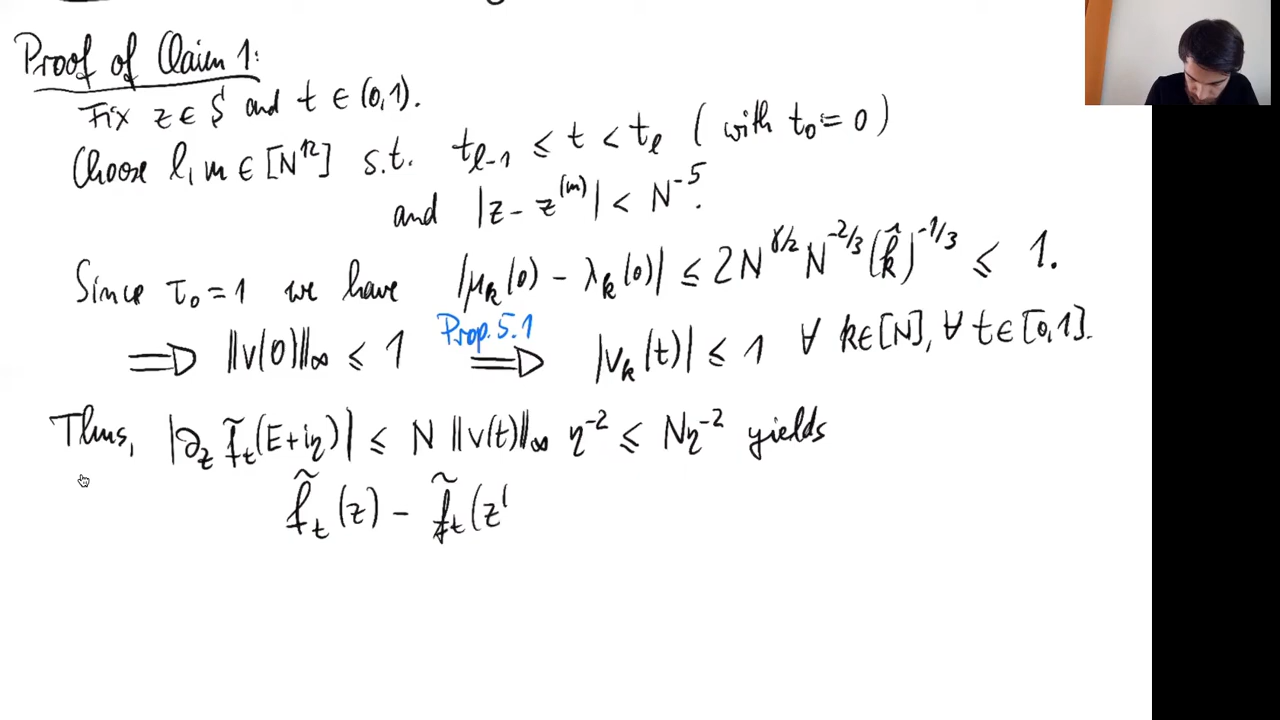 Proof of Claim 1:
Fix z ∈ S and t ∈ (0,1).
Choose l, m ∈ [N^{12}] s.t. t_{l-1} ≤ t < t_l (with t_0 = 0)
and |z - z^{(m)}| < N^{-5}.
Since τ_0 = 1 we have |μ_k(0) - λ_k(0)| ≤ 2N^{γ/2} N^{-2/3} (k̂)^{-1/3} ≤ 1.
⟹ ‖v(0)‖_∞ ≤ 1 Prop. 5.1 ⟹ |v_k(t)| ≤ 1 ∀ k∈[N], ∀ t∈[0,1].
Thus, |∂_z f̃_t(E+iη)| ≤ N ‖v(t)‖_∞ η^{-2} ≤ Nη^{-2} yields
f̃_t(z) - f̃_t(z^(